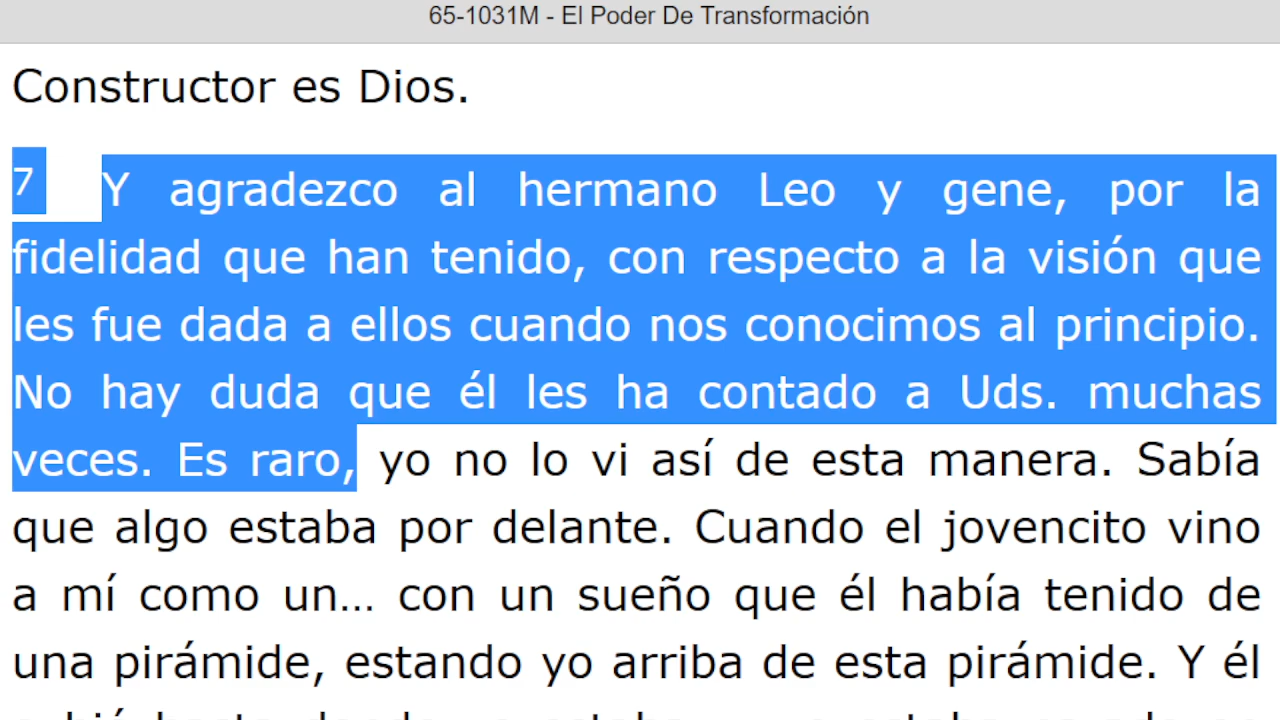 65-1031M - El Poder De Transformación
Constructor es Dios.
7 Y agradezco al hermano Leo y gene, por la
fidelidad que han tenido, con respecto a la visión que
les fue dada a ellos cuando nos conocimos al principio.
No hay duda que él les ha contado a Uds. muchas
veces. Es raro, yo no lo vi así de esta manera. Sabía
que algo estaba por delante. Cuando el jovencito vino
a mí como un... con un sueño que él había tenido de
una pirámide, estando yo arriba de esta pirámide. Y él